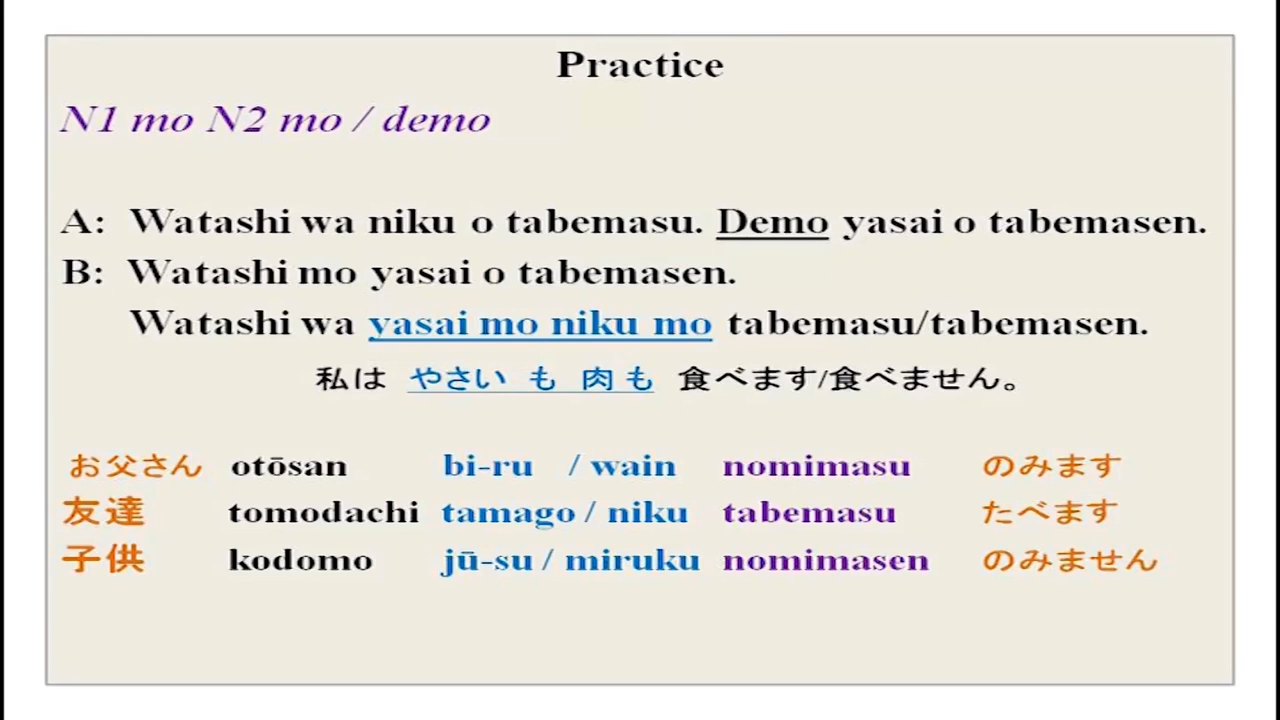 Practice
N1 mo N2 mo / demo
A: Watashi wa niku o tabemasu. Demo yasai o tabemasen.
B: Watashi mo yasai o tabemasen.
Watashi wa yasai mo niku mo tabemasu/tabemasen.
私は やさい も 肉 も 食べます/食べません。
お父さん otōsan bi-ru / wain nomimasu のみます
友達 tomodachi tamago / niku tabemasu たべます
子供 kodomo jū-su / miruku nomimasen のみません